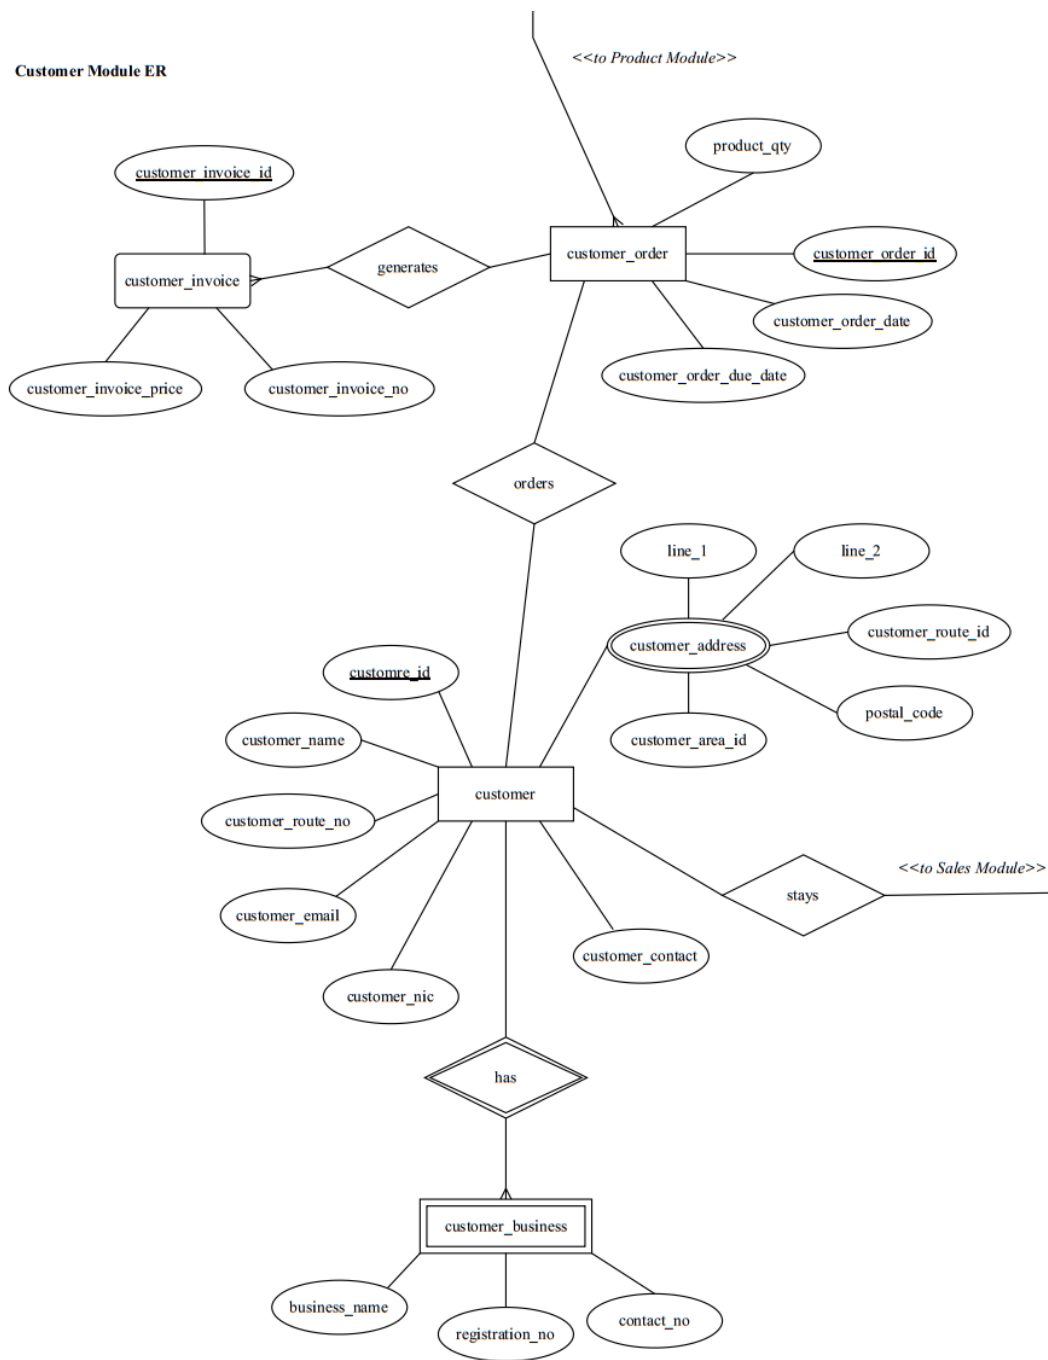 <<to Product Module>>
Customer Module ER
product_qty
customer_invoice_id
customer_order
customer_order_id
generates
customer_invoice
customer_order_date
customer_order_due_date
customer_invoice_price
customer_invoice_no
orders
line_1
line_2
customer_route_id
customer_address
customre_id
postal_code
customer_name
customer_area_id
customer
customer_route_no
<<to Sales Module>>
stays
customer_email
customer_contact
customer_nic
has
customer_business
business_name
contact_no
registration_no